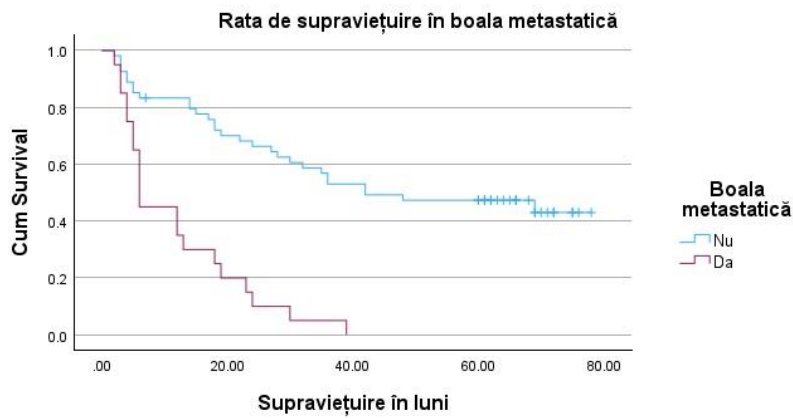 Rata de supraviețuire în boala metastatică
1.0
0.8
0.6
0.4
0.2
0.0
Cum Survival
.00
20.00
40.00
60.00
80.00
Supraviețuire în luni
Boala
metastatică
Nu
Da